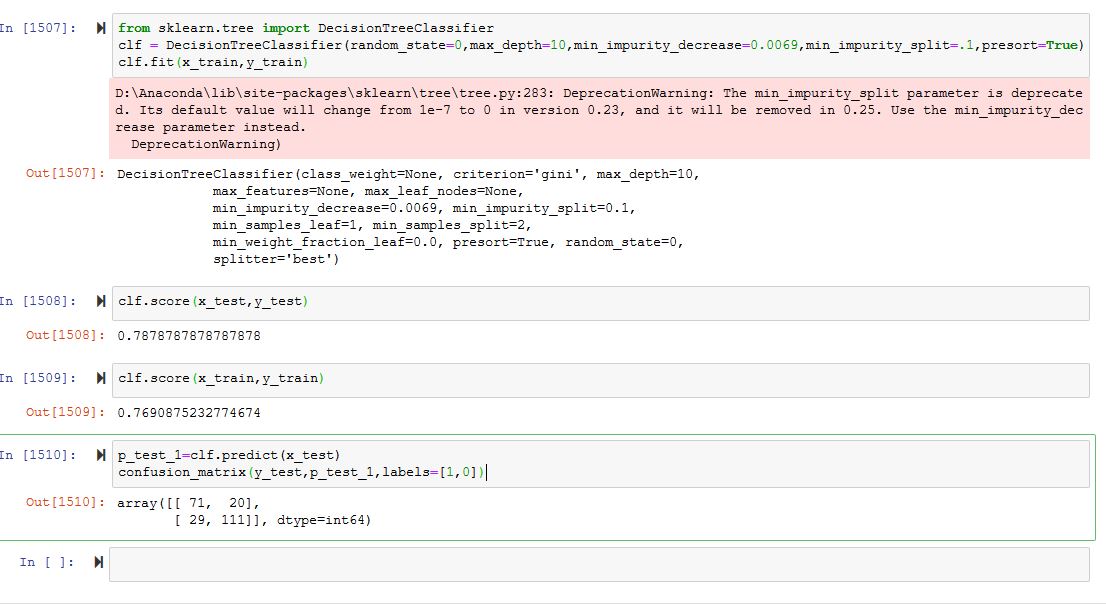 In [1507]:
from sklearn.tree import DecisionTreeClassifier
clf = DecisionTreeClassifier(random_state=0,max_depth=10,min_impurity_decrease=0.0069,min_impurity_split=.1,presort=True)
clf.fit(x_train,y_train)
D:\Anaconda\lib\site-packages\sklearn\tree\tree.py:283: DeprecationWarning: The min_impurity_split parameter is deprecate
d. Its default value will change from 1e-7 to 0 in version 0.23, and it will be removed in 0.25. Use the min_impurity_dec
rease parameter instead.
  DeprecationWarning)
Out[1507]: DecisionTreeClassifier(class_weight=None, criterion='gini', max_depth=10,
            max_features=None, max_leaf_nodes=None,
            min_impurity_decrease=0.0069, min_impurity_split=0.1,
            min_samples_leaf=1, min_samples_split=2,
            min_weight_fraction_leaf=0.0, presort=True, random_state=0,
            splitter='best')
In [1508]: clf.score(x_test,y_test)
Out[1508]: 0.7878787878787878
In [1509]: clf.score(x_train,y_train)
Out[1509]: 0.7690875232774674
In [1510]: p_test_1=clf.predict(x_test)
confusion_matrix(y_test,p_test_1,labels=[1,0])
Out[1510]: array([[ 71,  20],
       [ 29, 111]], dtype=int64)
In [ ]: